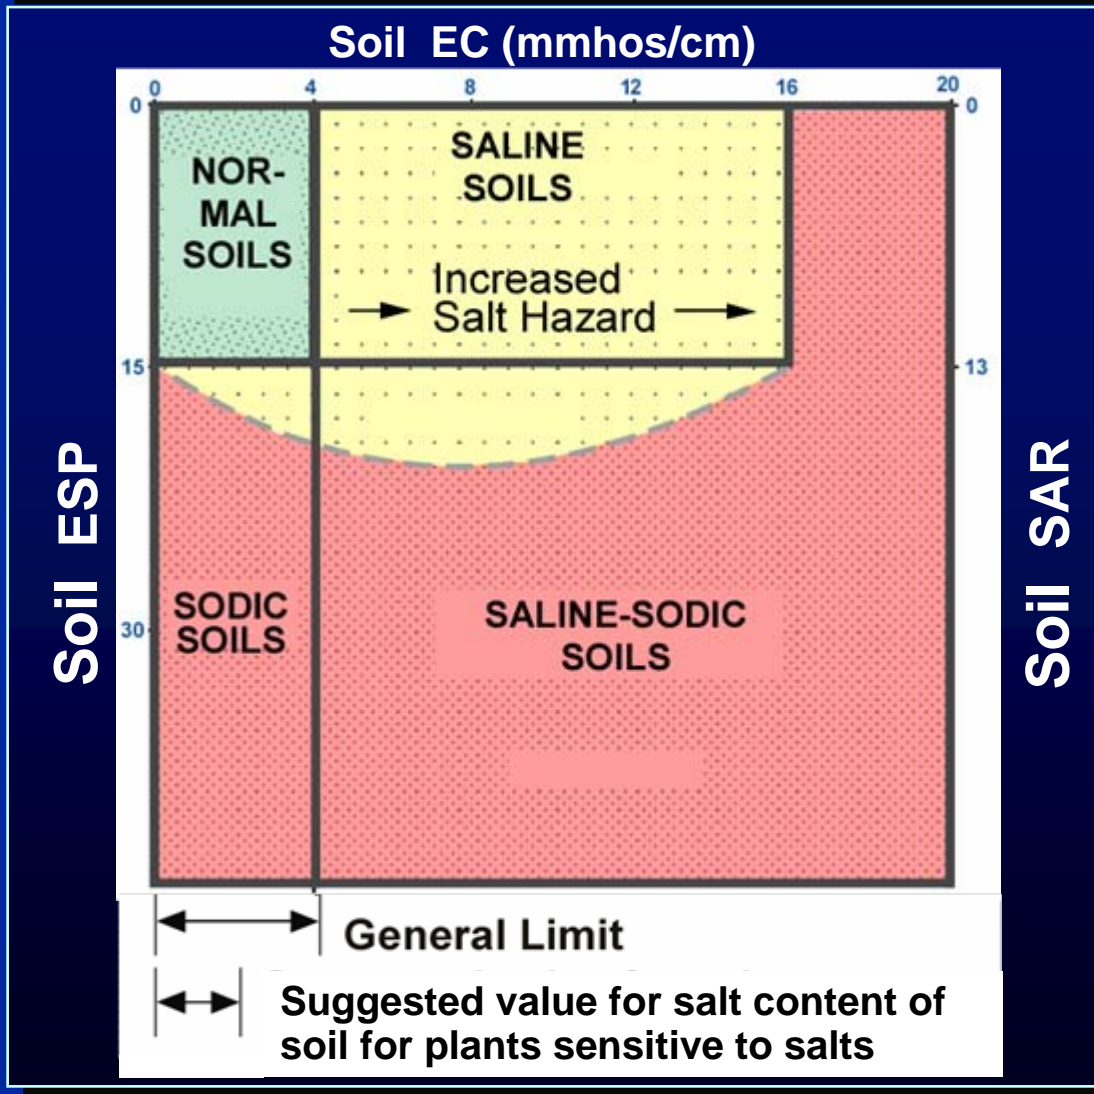 Soil EC (mmhos/cm)
0 4 8 12 16 20
0 0
NOR-
MAL
SOILS
SALINE
SOILS
Increased
Salt Hazard
15 13
Soil ESP
Soil SAR
30
SODIC
SOILS
SALINE-SODIC
SOILS
General Limit
Suggested value for salt content of
soil for plants sensitive to salts